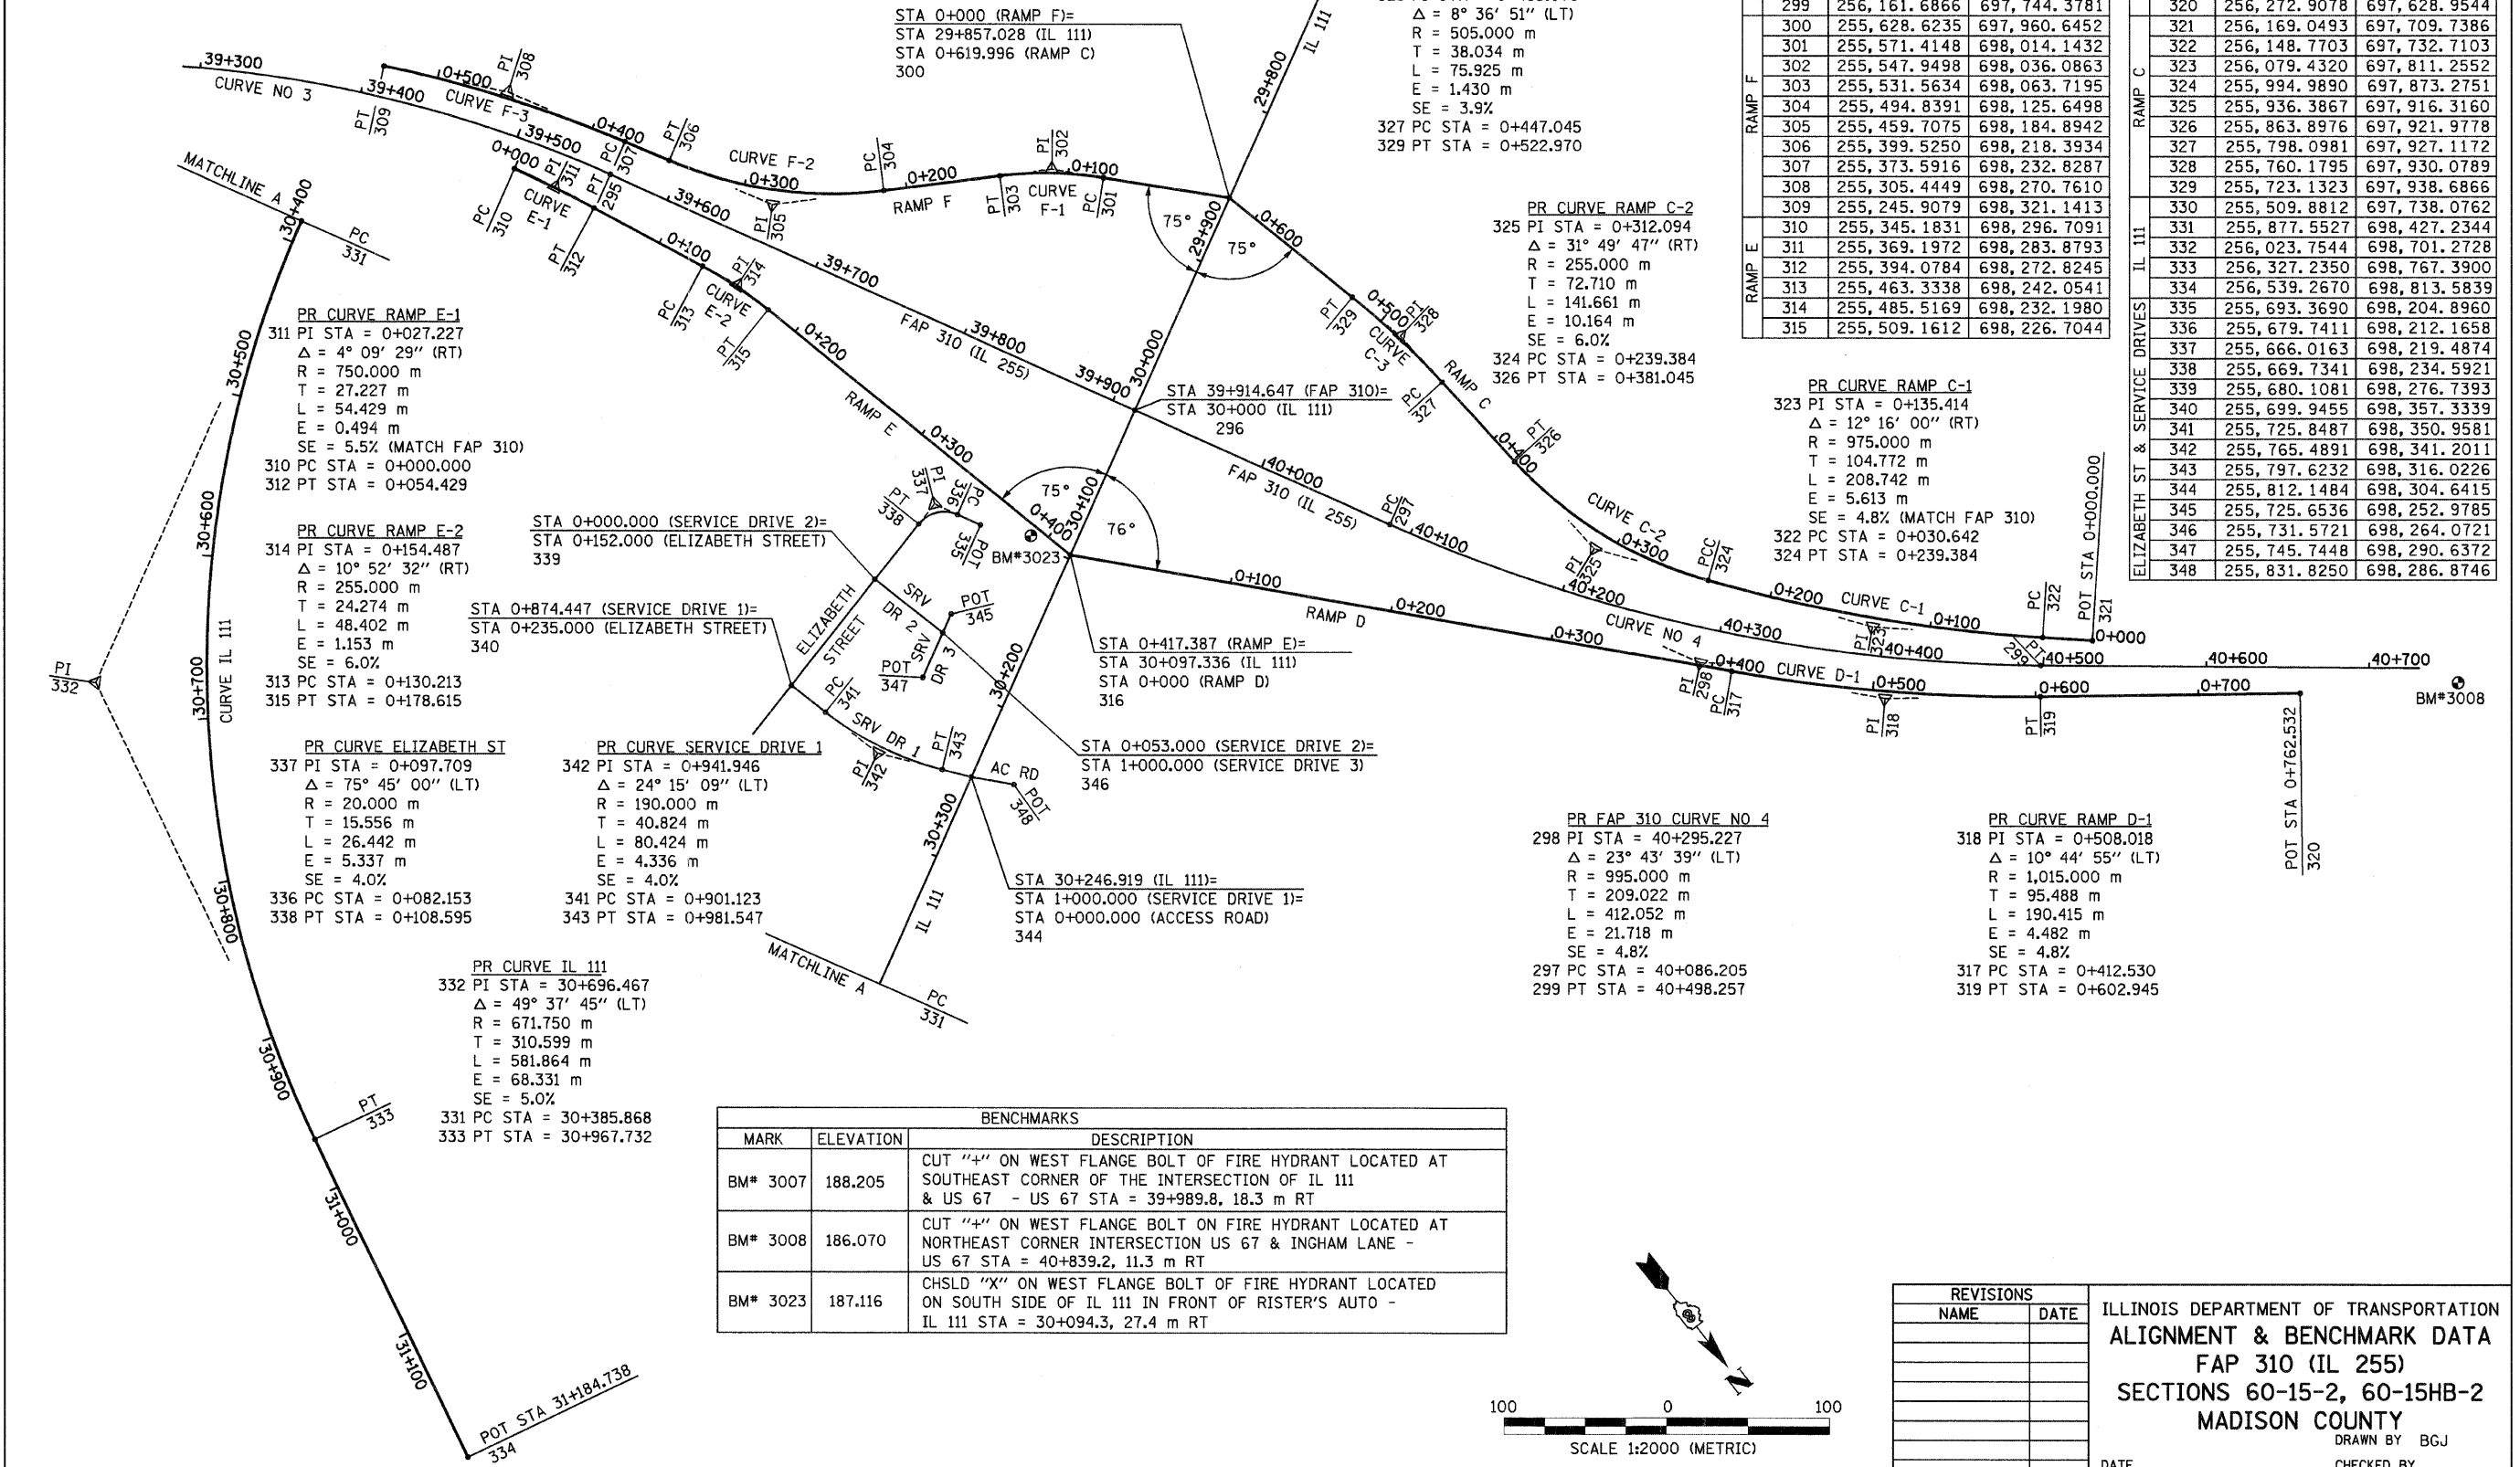 STA 0+000 (RAMP F)=
STA 29+857.028 (IL 111)
STA 0+619.996 (RAMP C)
300
Δ = 8° 36' 51" (LT)
R = 505.000 m
T = 38.034 m
L = 75.925 m
E = 1.430 m
SE = 3.9%
327 PC STA = 0+447.045
329 PT STA = 0+522.970
299 256,161.6866 697,744.3781
RAMP F
300 255,628.6235 697,960.6452
301 255,571.4148 698,014.1432
302 255,547.9498 698,036.0863
303 255,531.5634 698,063.7195
304 255,494.8391 698,125.6498
305 255,459.7075 698,184.8942
306 255,399.5250 698,218.3934
307 255,373.5916 698,232.8287
308 255,305.4449 698,270.7610
309 255,245.9079 698,321.1413
RAMP E
310 255,345.1831 698,296.7091
311 255,369.1972 698,283.8793
312 255,394.0784 698,272.8245
313 255,463.3338 698,242.0541
314 255,485.5169 698,232.1980
315 255,509.1612 698,226.7044
320 256,272.9078 697,628.9544
RAMP C
321 256,169.0493 697,709.7386
322 256,148.7703 697,732.7103
323 256,079.4320 697,811.2552
324 255,994.9890 697,873.2751
325 255,936.3867 697,916.3160
326 255,863.8976 697,921.9778
327 255,798.0981 697,927.1172
328 255,760.1795 697,930.0789
329 255,723.1323 697,938.6866
IL 111
330 255,509.8812 697,738.0762
331 255,877.5527 698,427.2344
332 256,023.7544 698,701.2728
333 256,327.2350 698,767.3900
334 256,539.2670 698,813.5839
ELIZABETH ST & SERVICE DRIVES
335 255,693.3690 698,204.8960
336 255,679.7411 698,212.1658
337 255,666.0163 698,219.4874
338 255,669.7341 698,234.5921
339 255,680.1081 698,276.7393
340 255,699.9455 698,357.3339
341 255,725.8487 698,350.9581
342 255,765.4891 698,341.2011
343 255,797.6232 698,316.0226
344 255,812.1484 698,304.6415
345 255,725.6536 698,252.9785
346 255,731.5721 698,264.0721
347 255,745.7448 698,290.6372
348 255,831.8250 698,286.8746
39+300
CURVE NO 3
39+400
PT 309
0+500
CURVE F-3
PI 308
39+500
0+400
PC 307
PT 306
CURVE F-2
0+300
PI 305
PC 304
0+200
RAMP F
PT 303
CURVE F-1
PI 302
0+100
PC 301
IL 111
29+800
29+900
75°
75°
0+600
PT 329
0+500
PI 328
CURVE C-3
PC 327
RAMP C
0+400
PT 326
CURVE C-2
PI 325
0+300
PCC 324
0+200
CURVE C-1
PI 323
0+100
PC 322
POT STA 0+000.000
321
0+000
MATCHLINE A
30+400
PC 331
0+000
PC 310
PI 311
PT 295
CURVE E-1
PT 312
39+600
0+100
PC 313
PI 314
CURVE E-2
PT 315
39+700
0+200
FAP 310 (IL 255)
39+800
39+900
30+000
RAMP E
0+300
0+400
30+100
75°
76°
STA 39+914.647 (FAP 310)=
STA 30+000 (IL 111)
296
40+000
FAP 310 (IL 255)
PC 297
40+100
40+200
CURVE NO 4
40+300
40+400
PT 299
40+500
40+600
40+700
BM#3008
BM#3023
0+100
RAMP D
0+200
0+300
PI 298
0+400
PC 317
CURVE D-1
0+500
PI 318
0+600
PT 319
0+700
POT STA 0+762.532
320
PR CURVE RAMP C-2
325 PI STA = 0+312.094
Δ = 31° 49' 47" (RT)
R = 255.000 m
T = 72.710 m
L = 141.661 m
E = 10.164 m
SE = 6.0%
324 PC STA = 0+239.384
326 PT STA = 0+381.045
PR CURVE RAMP C-1
323 PI STA = 0+135.414
Δ = 12° 16' 00" (RT)
R = 975.000 m
T = 104.772 m
L = 208.742 m
E = 5.613 m
SE = 4.8% (MATCH FAP 310)
322 PC STA = 0+030.642
324 PT STA = 0+239.384
PR CURVE RAMP E-1
311 PI STA = 0+027.227
Δ = 4° 09' 29" (RT)
R = 750.000 m
T = 27.227 m
L = 54.429 m
E = 0.494 m
SE = 5.5% (MATCH FAP 310)
310 PC STA = 0+000.000
312 PT STA = 0+054.429
PR CURVE RAMP E-2
314 PI STA = 0+154.487
Δ = 10° 52' 32" (RT)
R = 255.000 m
T = 24.274 m
L = 48.402 m
E = 1.153 m
SE = 6.0%
313 PC STA = 0+130.213
315 PT STA = 0+178.615
30+500
30+600
30+700
CURVE IL 111
PI 332
30+800
30+900
PT 333
31+000
31+100
POT STA 31+184.738
334
STA 0+000.000 (SERVICE DRIVE 2)=
STA 0+152.000 (ELIZABETH STREET)
339
STA 0+874.447 (SERVICE DRIVE 1)=
STA 0+235.000 (ELIZABETH STREET)
340
PT 338
PI 337
PC 336
POT 335
ELIZABETH STREET
SRV DR 2
POT 345
SRV DR 3
POT 347
PC 341
SRV DR 1
PI 342
PT 343
AC RD
POT 348
30+200
30+300
IL 111
MATCHLINE A
PC 331
STA 0+417.387 (RAMP E)=
STA 30+097.336 (IL 111)
STA 0+000 (RAMP D)
316
STA 0+053.000 (SERVICE DRIVE 2)=
STA 1+000.000 (SERVICE DRIVE 3)
346
STA 30+246.919 (IL 111)=
STA 1+000.000 (SERVICE DRIVE 1)=
STA 0+000.000 (ACCESS ROAD)
344
PR CURVE ELIZABETH ST
337 PI STA = 0+097.709
Δ = 75° 45' 00" (LT)
R = 20.000 m
T = 15.556 m
L = 26.442 m
E = 5.337 m
SE = 4.0%
336 PC STA = 0+082.153
338 PT STA = 0+108.595
PR CURVE SERVICE DRIVE 1
342 PI STA = 0+941.946
Δ = 24° 15' 09" (LT)
R = 190.000 m
T = 40.824 m
L = 80.424 m
E = 4.336 m
SE = 4.0%
341 PC STA = 0+901.123
343 PT STA = 0+981.547
PR CURVE IL 111
332 PI STA = 30+696.467
Δ = 49° 37' 45" (LT)
R = 671.750 m
T = 310.599 m
L = 581.864 m
E = 68.331 m
SE = 5.0%
331 PC STA = 30+385.868
333 PT STA = 30+967.732
PR FAP 310 CURVE NO 4
298 PI STA = 40+295.227
Δ = 23° 43' 39" (LT)
R = 995.000 m
T = 209.022 m
L = 412.052 m
E = 21.718 m
SE = 4.8%
297 PC STA = 40+086.205
299 PT STA = 40+498.257
PR CURVE RAMP D-1
318 PI STA = 0+508.018
Δ = 10° 44' 55" (LT)
R = 1,015.000 m
T = 95.488 m
L = 190.415 m
E = 4.482 m
SE = 4.8%
317 PC STA = 0+412.530
319 PT STA = 0+602.945
BENCHMARKS
MARK ELEVATION DESCRIPTION
BM# 3007 188.205 CUT "+" ON WEST FLANGE BOLT OF FIRE HYDRANT LOCATED AT
SOUTHEAST CORNER OF THE INTERSECTION OF IL 111
& US 67 - US 67 STA = 39+989.8, 18.3 m RT
BM# 3008 186.070 CUT "+" ON WEST FLANGE BOLT ON FIRE HYDRANT LOCATED AT
NORTHEAST CORNER INTERSECTION US 67 & INGHAM LANE -
US 67 STA = 40+839.2, 11.3 m RT
BM# 3023 187.116 CHSLD "X" ON WEST FLANGE BOLT OF FIRE HYDRANT LOCATED
ON SOUTH SIDE OF IL 111 IN FRONT OF RISTER'S AUTO -
IL 111 STA = 30+094.3, 27.4 m RT
N
100 0 100
SCALE 1:2000 (METRIC)
REVISIONS
NAME DATE
ILLINOIS DEPARTMENT OF TRANSPORTATION
ALIGNMENT & BENCHMARK DATA
FAP 310 (IL 255)
SECTIONS 60-15-2, 60-15HB-2
MADISON COUNTY
DRAWN BY BGJ
DATE
CHECKED BY